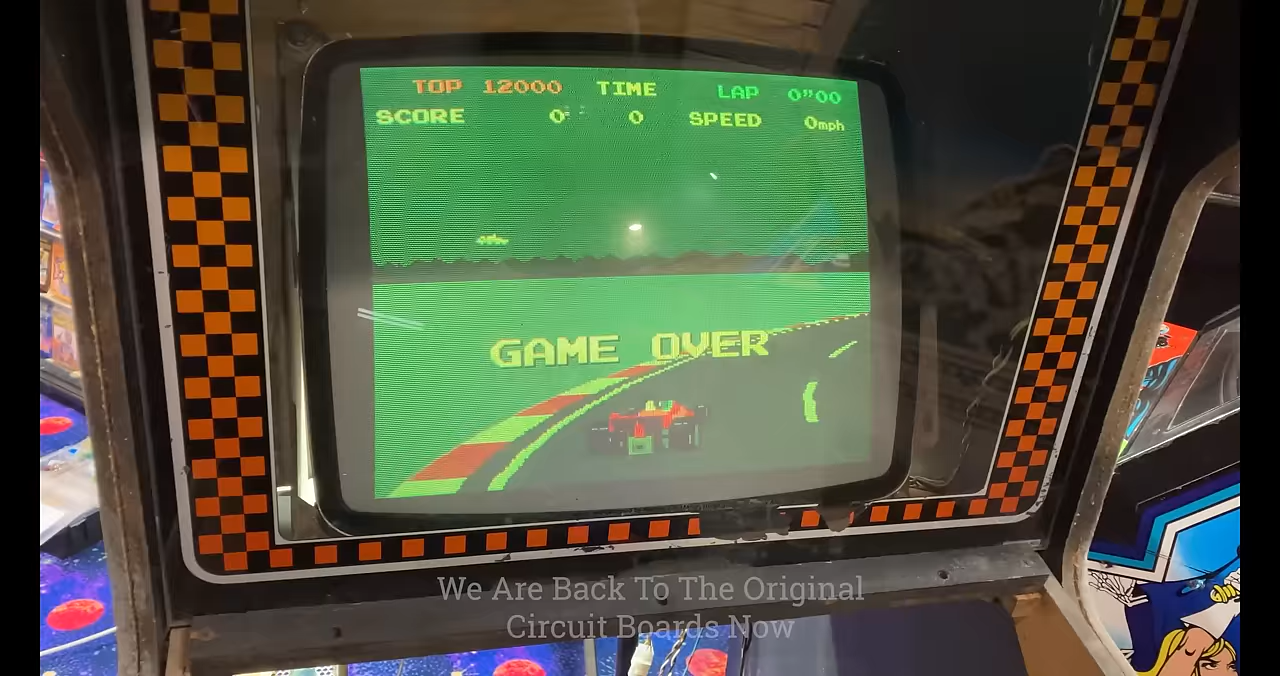 TOP 12000 TIME LAP 0"00
SCORE 0 0 SPEED 0mph
GAME OVER
We Are Back To The Original
Circuit Boards Now